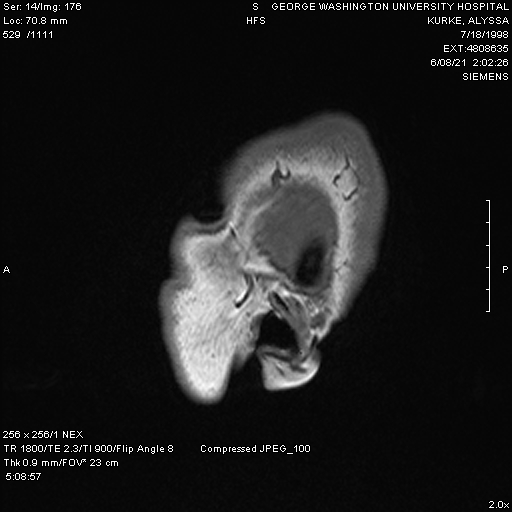 Ser: 14/Img: 176
Loc: 70.8 mm
529 /1111
S
HFS
GEORGE WASHINGTON UNIVERSITY HOSPITAL
KURKE, ALYSSA
7/18/1998
EXT:4808635
6/08/21 2:02:26
SIEMENS
A
P
256 x 256/1 NEX
TR 1800/TE 2.3/TI 900/Flip Angle 8
Compressed JPEG_100
Thk 0.9 mm/FOV* 23 cm
5:08:57
2.0x